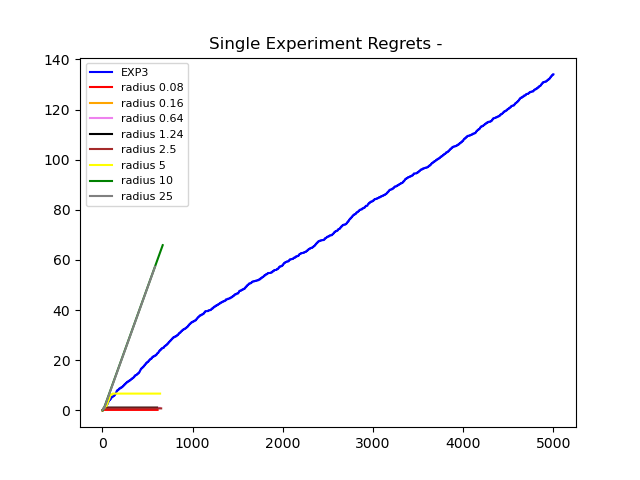 Single Experiment Regrets -
140
120
100
80
60
40
20
0
EXP3
radius 0.08
radius 0.16
radius 0.64
radius 1.24
radius 2.5
radius 5
radius 10
radius 25
0 1000 2000 3000 4000 5000